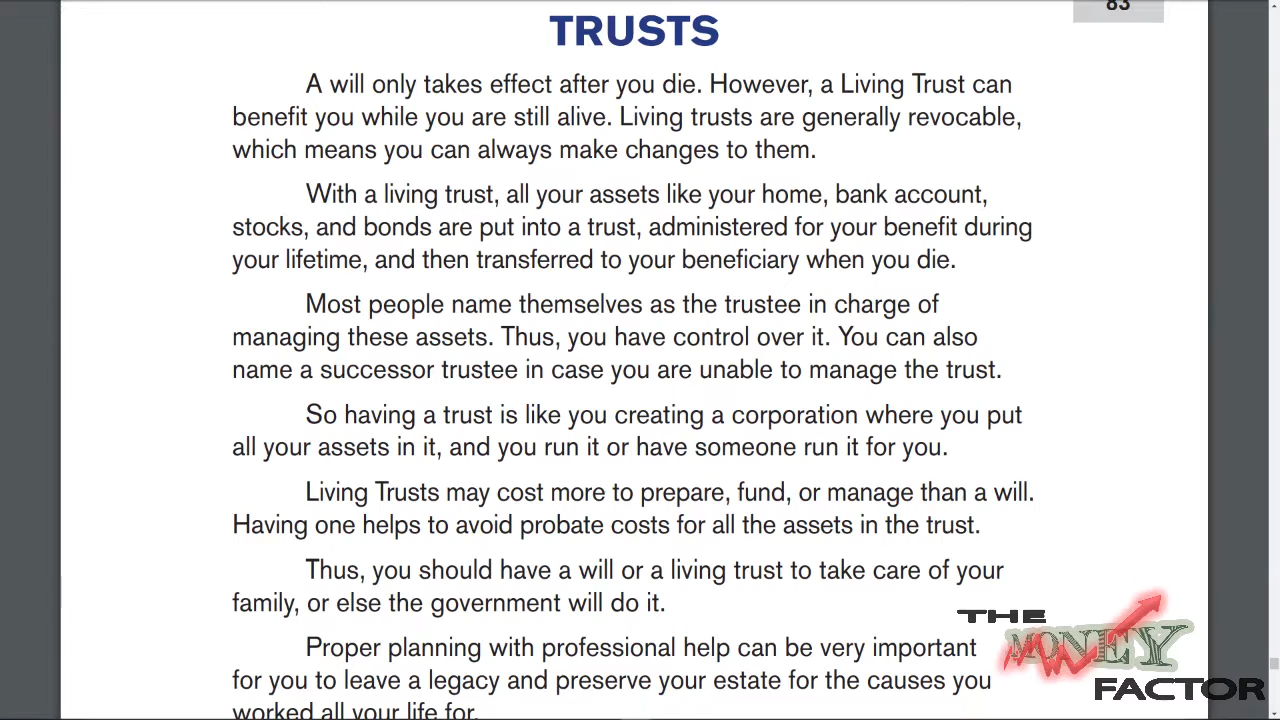 83
TRUSTS
A will only takes effect after you die. However, a Living Trust can
benefit you while you are still alive. Living trusts are generally revocable,
which means you can always make changes to them.
With a living trust, all your assets like your home, bank account,
stocks, and bonds are put into a trust, administered for your benefit during
your lifetime, and then transferred to your beneficiary when you die.
Most people name themselves as the trustee in charge of
managing these assets. Thus, you have control over it. You can also
name a successor trustee in case you are unable to manage the trust.
So having a trust is like you creating a corporation where you put
all your assets in it, and you run it or have someone run it for you.
Living Trusts may cost more to prepare, fund, or manage than a will.
Having one helps to avoid probate costs for all the assets in the trust.
Thus, you should have a will or a living trust to take care of your
family, or else the government will do it.
Proper planning with professional help can be very important
for you to leave a legacy and preserve your estate for the causes you
worked all your life for.
THE
MONEY
FACTOR